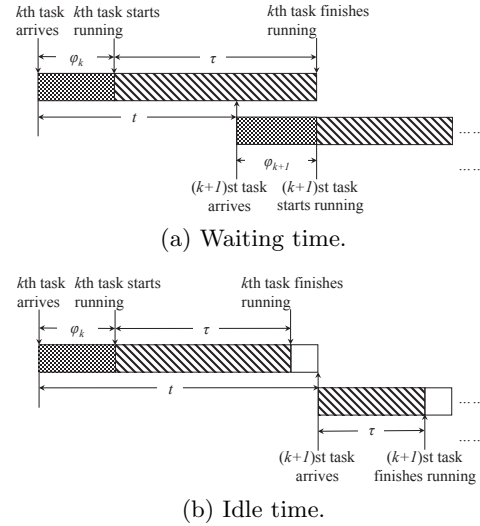 kth task
arrives
kth task starts
running
kth task finishes
running
φk
τ
t
.....
φk+1
.....
(k+1)st task
arrives
(k+1)st task
starts running
(a) Waiting time.
kth task
arrives
kth task starts
running
kth task finishes
running
φk
τ
t
.....
τ
.....
(k+1)st task
arrives
(k+1)st task
finishes running
(b) Idle time.